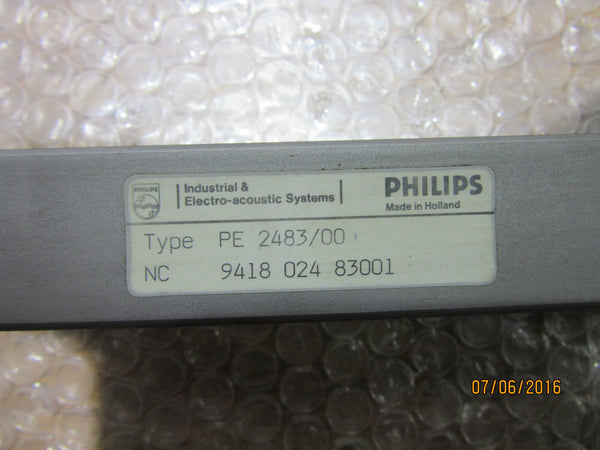 PHILIPS
Industrial &
Electro-acoustic Systems
PHILIPS
Made in Holland
Type PE 2483/00
NC 9418 024 83001
07/06/2016